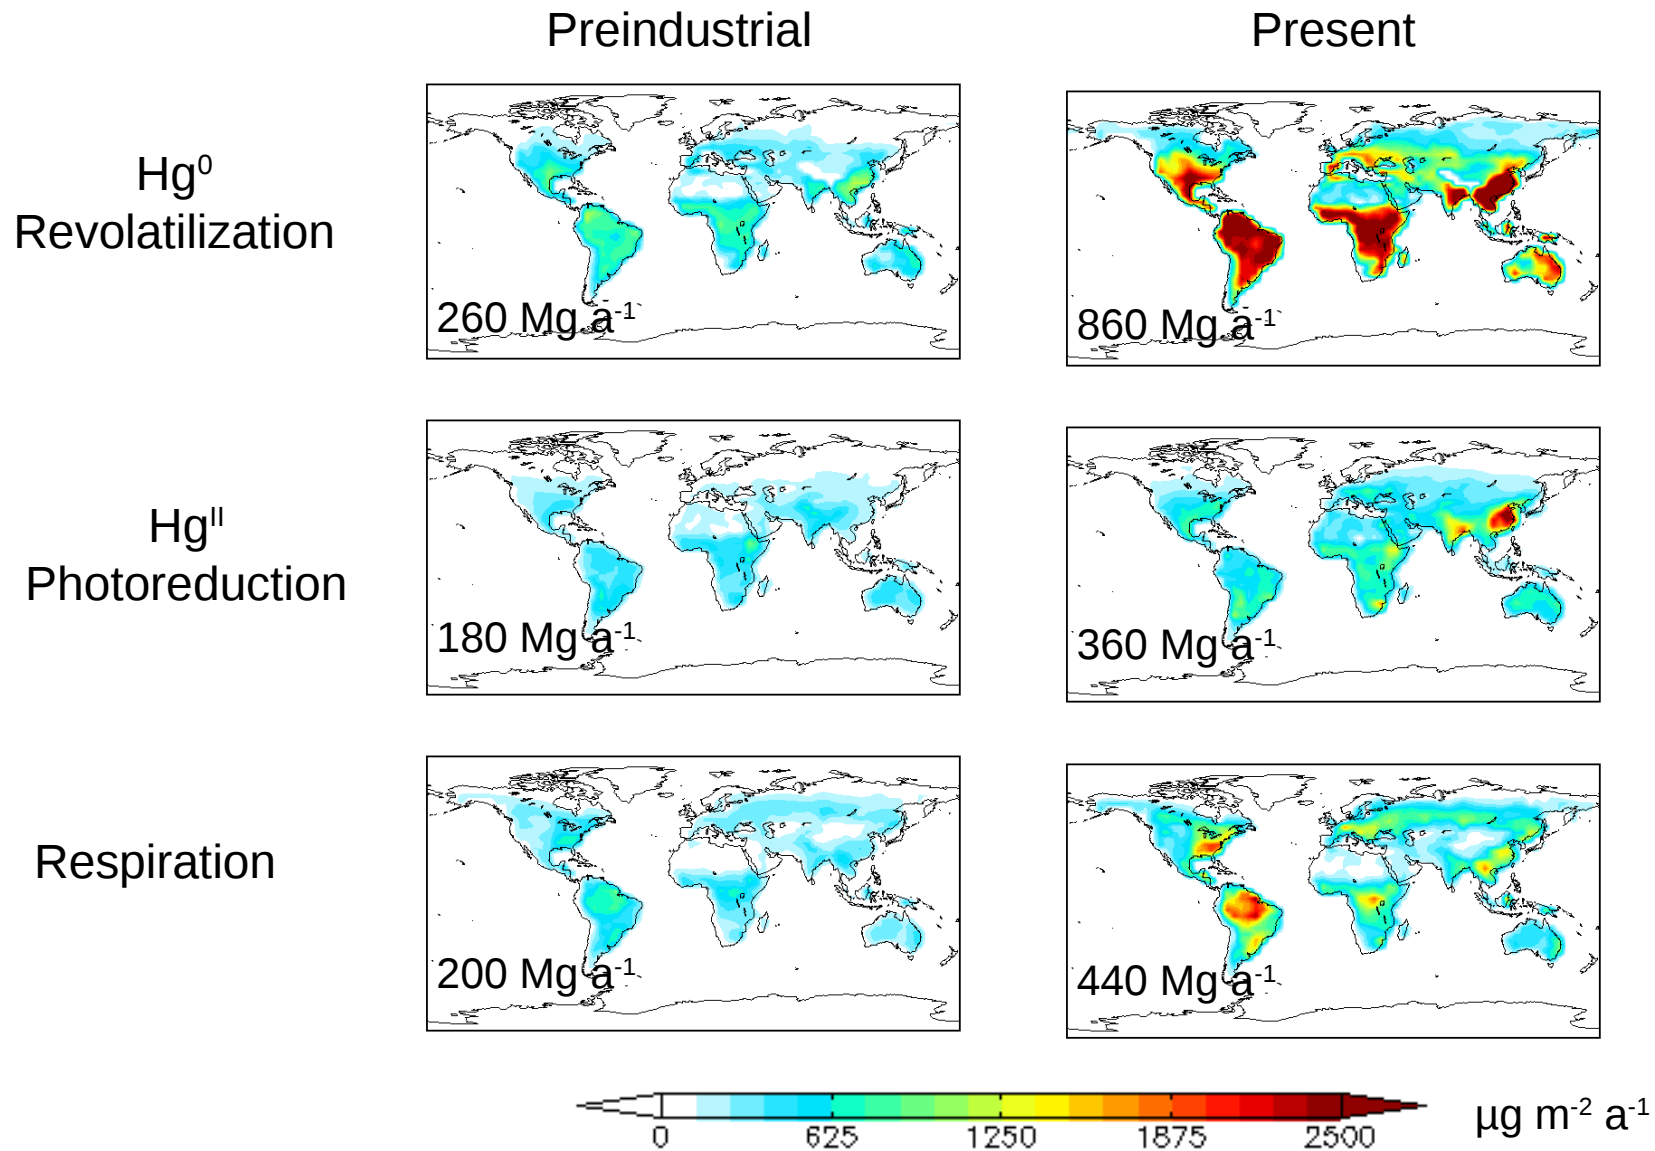 Preindustrial Present
Hg⁰
Revolatilization
260 Mg a⁻¹
860 Mg a⁻¹
Hgᴵᴵ
Photoreduction
180 Mg a⁻¹
360 Mg a⁻¹
Respiration
200 Mg a⁻¹
440 Mg a⁻¹
0 625 1250 1875 2500
µg m⁻² a⁻¹